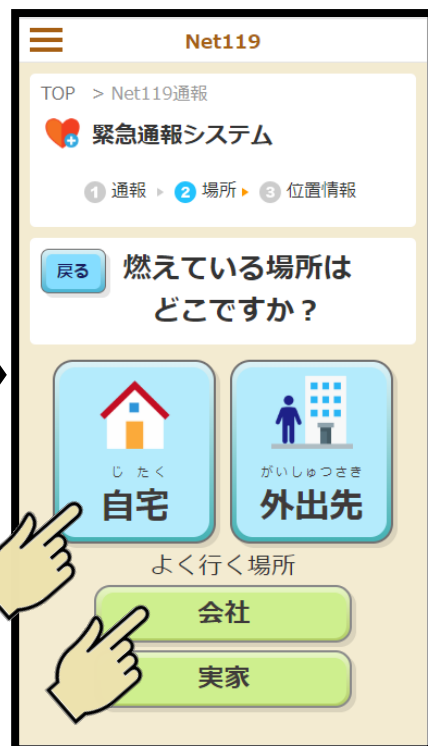 Net119
TOP > Net119通報
緊急通報システム
1 通報 ▸ 2 場所 ▸ 3 位置情報
戻る
燃えている場所は
どこですか？
じたく
自宅
がいしゅつさき
外出先
よく行く場所
会社
実家